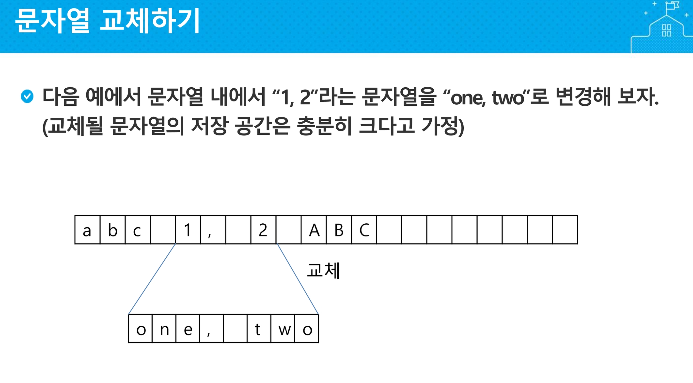 문자열 교체하기
다음 예에서 문자열 내에서 “1, 2”라는 문자열을 “one, two”로 변경해 보자.
(교체될 문자열의 저장 공간은 충분히 크다고 가정)
a b c 1 , 2 A B C
교체
o n e , t w o